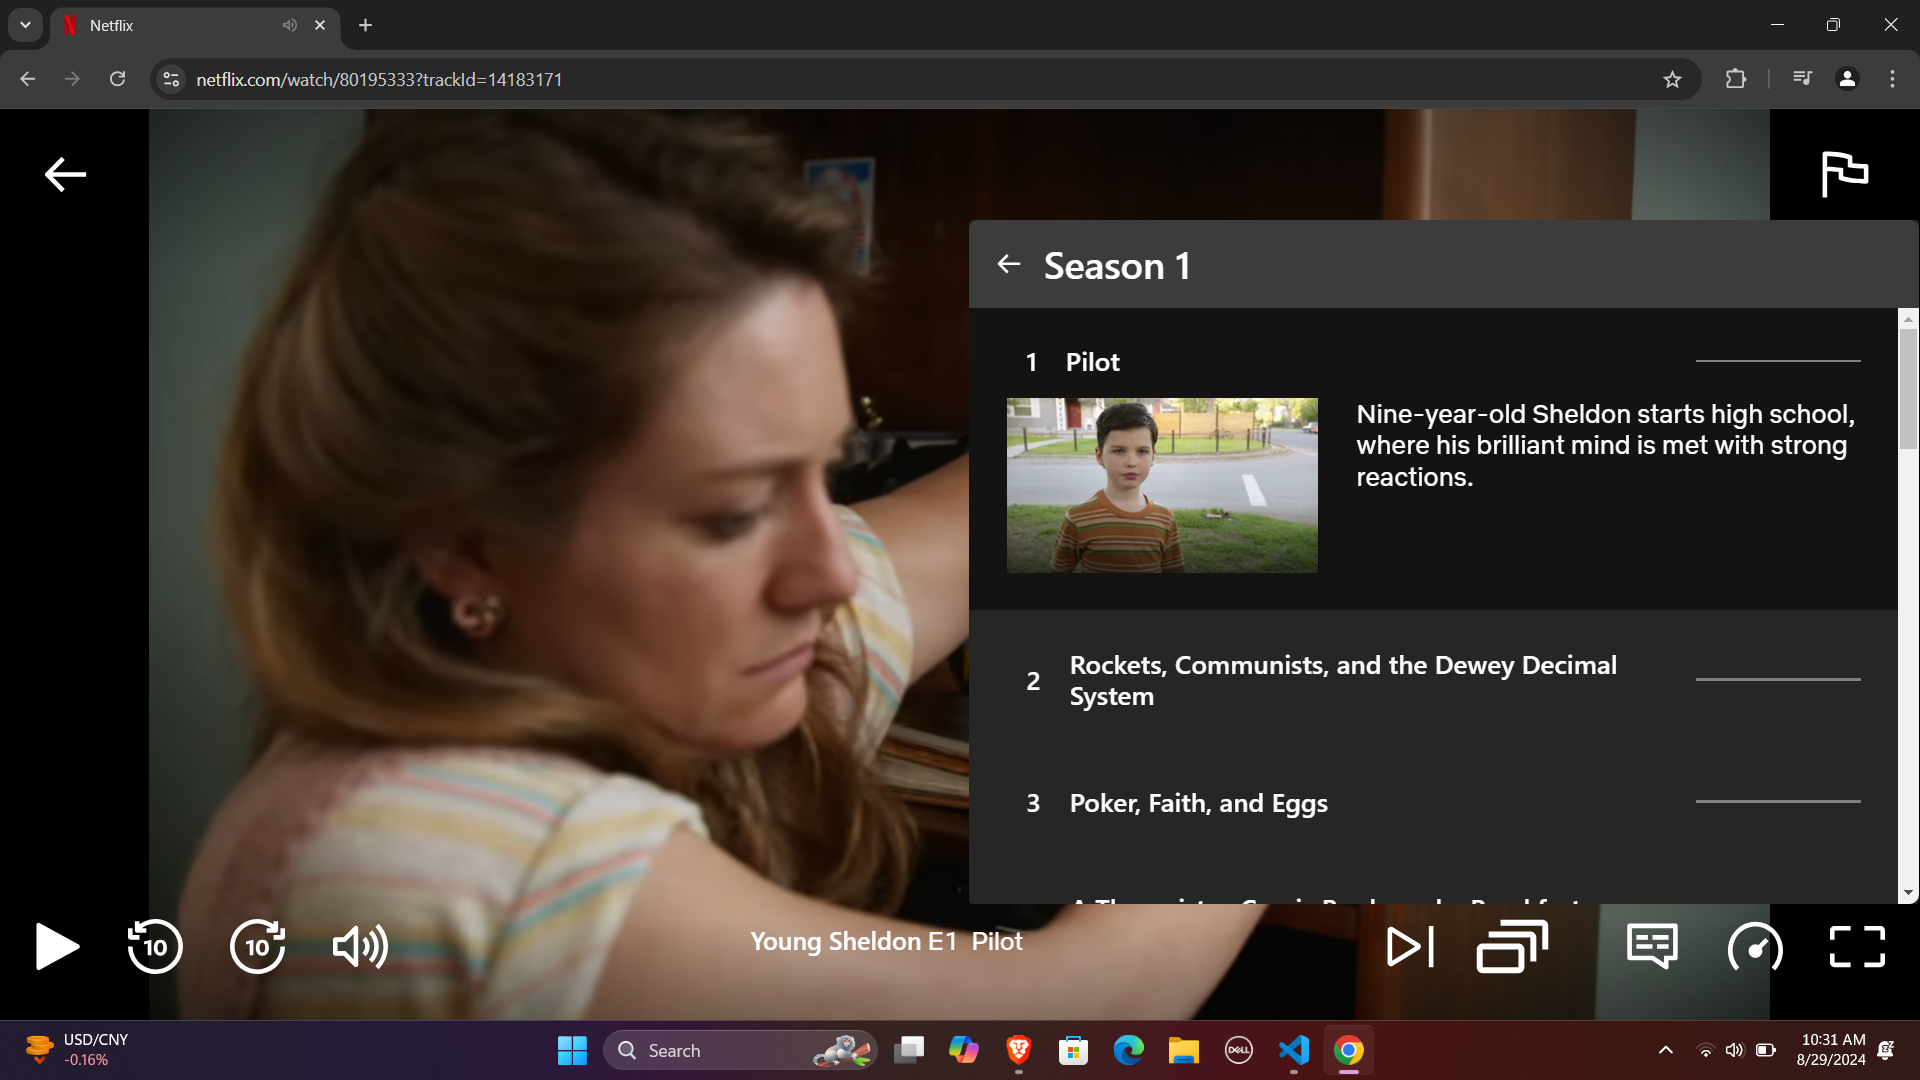 Netflix
netflix.com/watch/80195333?trackId=14183171
Season 1
1 Pilot
Nine-year-old Sheldon starts high school,
where his brilliant mind is met with strong
reactions.
2 Rockets, Communists, and the Dewey Decimal
System
3 Poker, Faith, and Eggs
10
10
Young Sheldon E1 Pilot
USD/CNY
-0.16%
Search
DELL
10:31 AM
8/29/2024